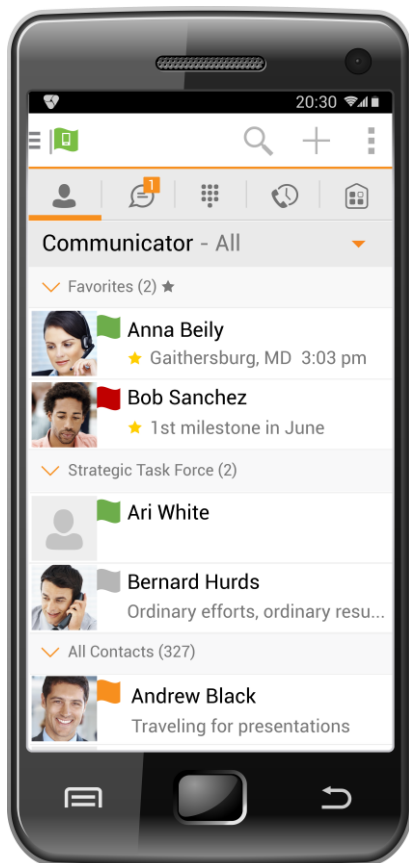 20:30
1
Communicator - All
Favorites (2)
Anna Beily
Gaithersburg, MD 3:03 pm
Bob Sanchez
1st milestone in June
Strategic Task Force (2)
Ari White
Bernard Hurds
Ordinary efforts, ordinary resu...
All Contacts (327)
Andrew Black
Traveling for presentations